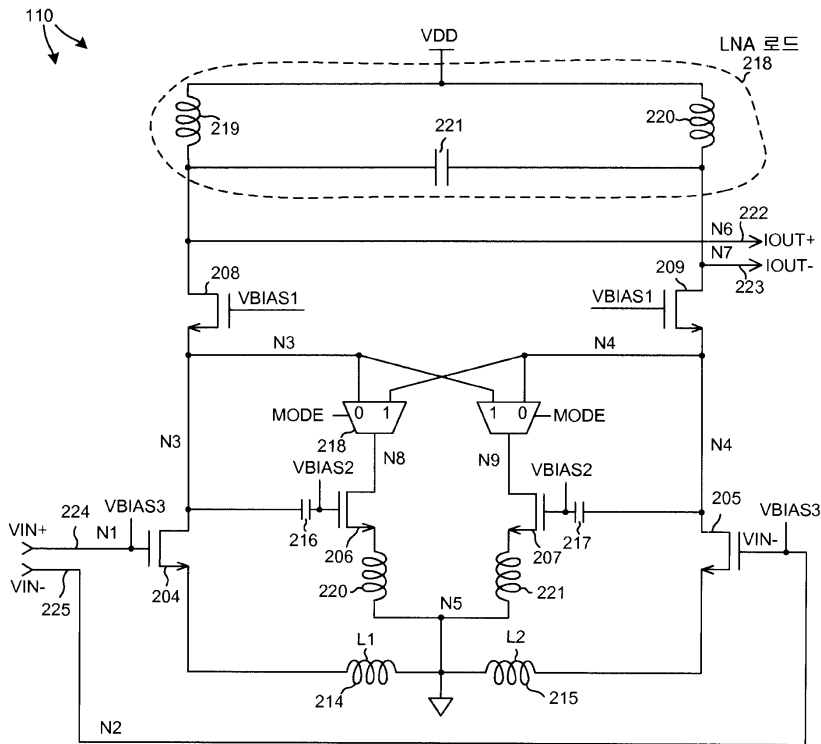 110
VDD
LNA 로드
218
219
220
221
222
N6
IOUT+
N7
IOUT-
223
208
VBIAS1
VBIAS1
209
N3
N4
MODE
0 1
1 0
MODE
218
N3
N4
N8
N9
VBIAS2
VBIAS2
VBIAS3
224
N1
VIN+
VIN-
225
204
216
206
207
217
205
VIN-
VBIAS3
220
221
N5
L1
L2
214
215
N2